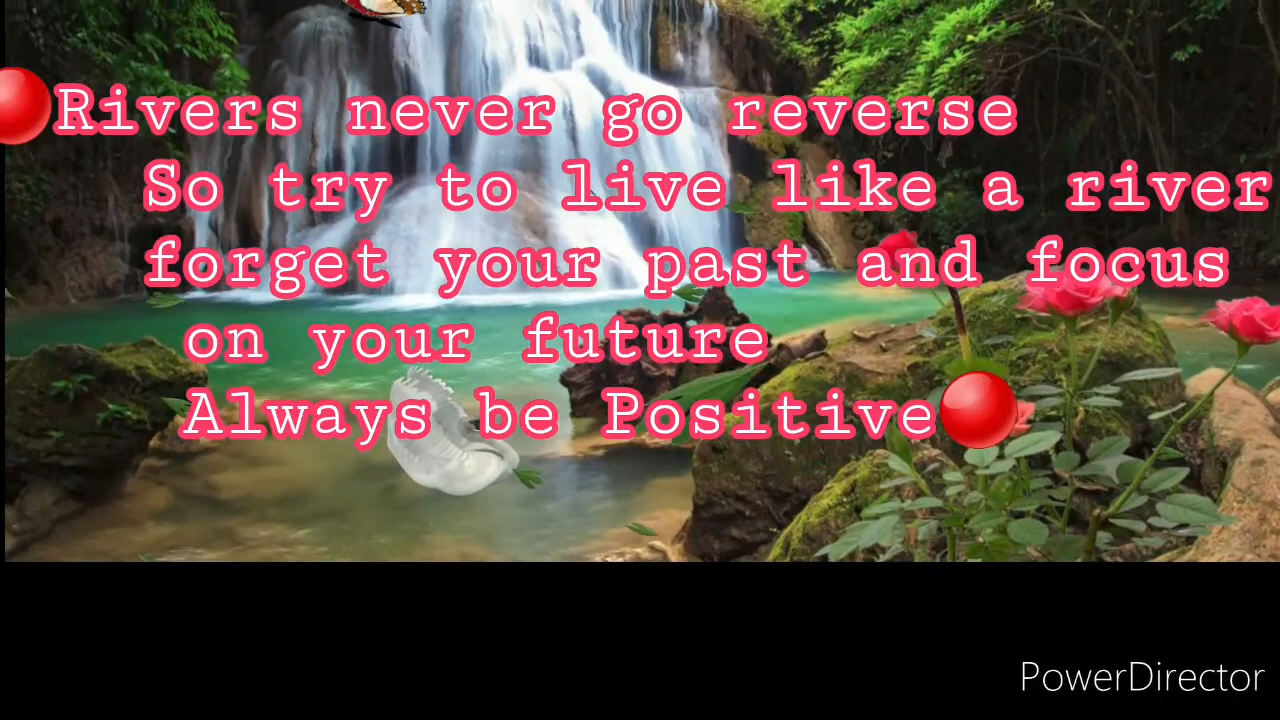 🔴Rivers never go reverse
So try to live like a river
forget your past and focus
on your future
Always be Positive🔴
PowerDirector